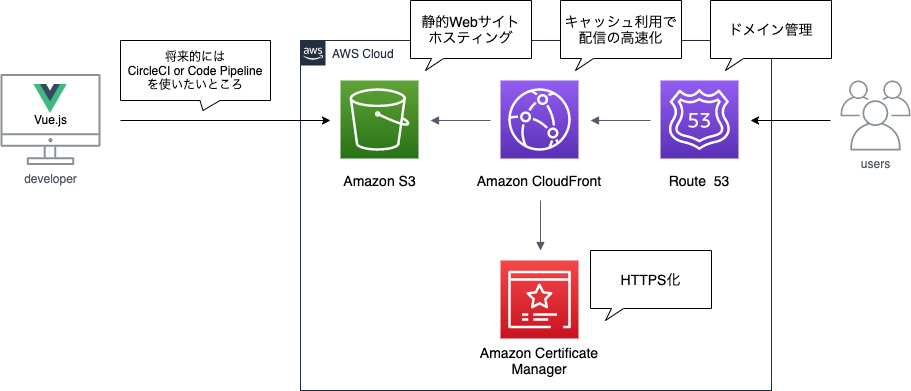 静的Webサイト
ホスティング
キャッシュ利用で
配信の高速化
ドメイン管理
将来的には
CircleCI or Code Pipeline
を使いたいところ
aws
AWS Cloud
Vue.js
developer
Amazon S3
Amazon CloudFront
53
Route 53
users
HTTPS化
Amazon Certificate
Manager